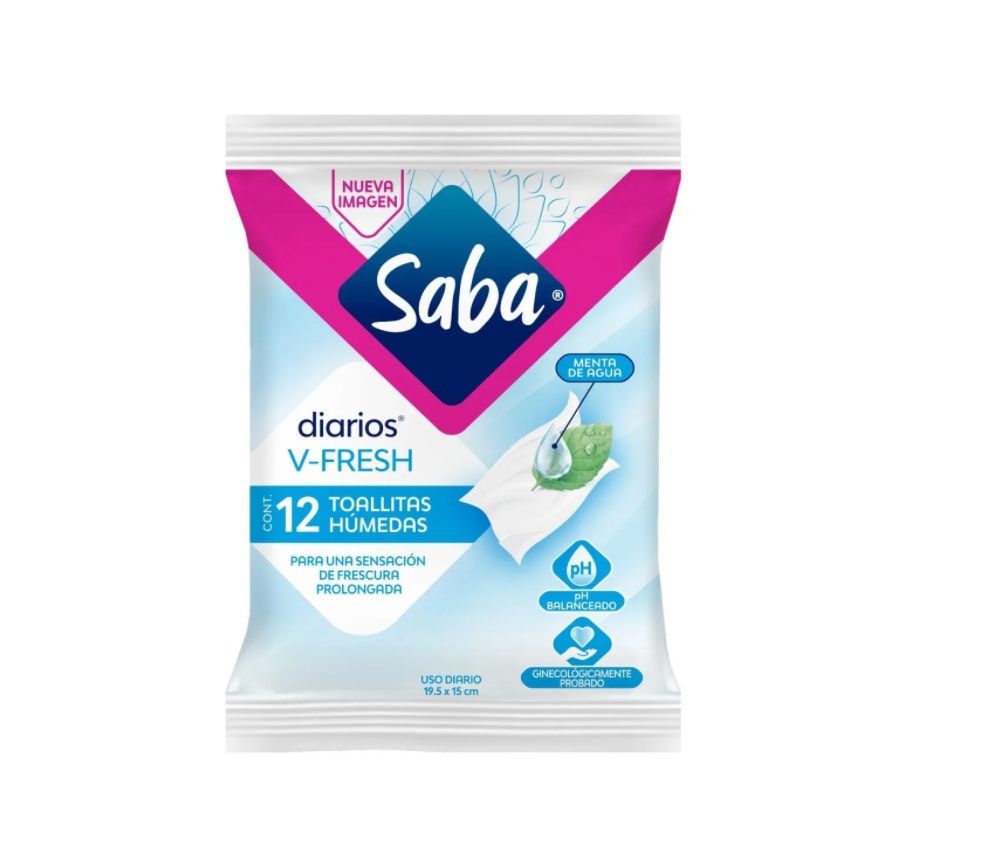 NUEVA
IMAGEN
Saba®
MENTA
DE AGUA
diarios®
V-FRESH
CONT. 12 TOALLITAS
HÚMEDAS
PARA UNA SENSACIÓN
DE FRESCURA
PROLONGADA
pH
pH
BALANCEADO
GINECOLÓGICAMENTE
PROBADO
USO DIARIO
19.5 x 15 cm